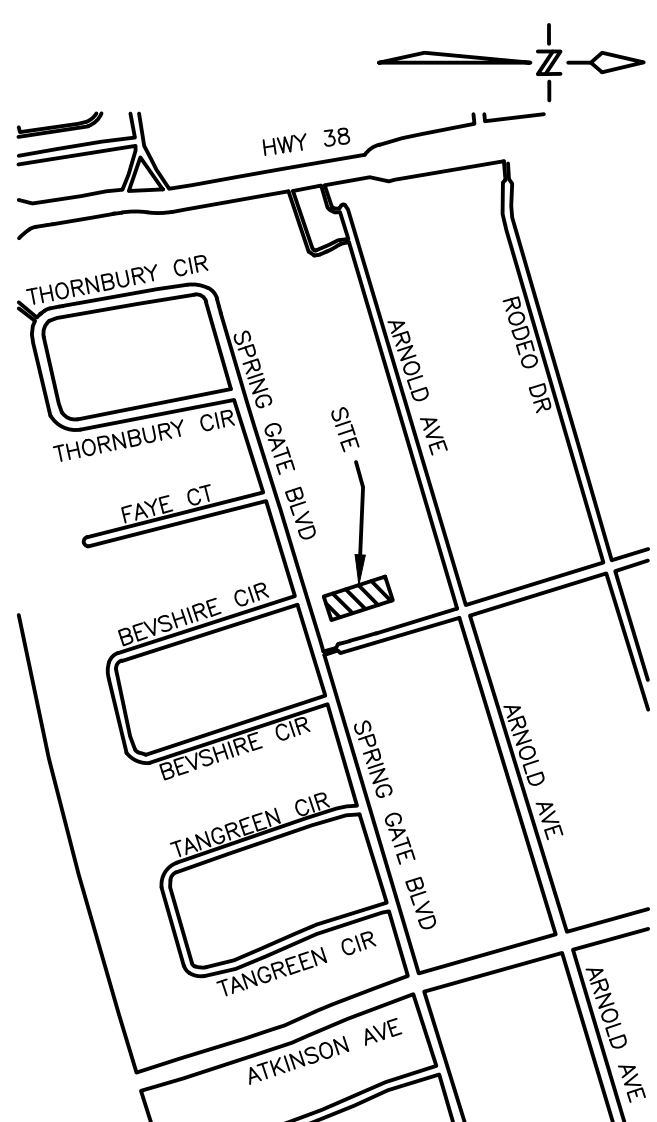 N
HWY 38
THORNBURY CIR
SPRING GATE BLVD
ARNOLD AVE
RODEO DR
THORNBURY CIR
SITE
FAYE CT
BEVSHIRE CIR
BEVSHIRE CIR
SPRING GATE BLVD
ARNOLD AVE
TANGREEN CIR
TANGREEN CIR
ARNOLD AVE
ATKINSON AVE